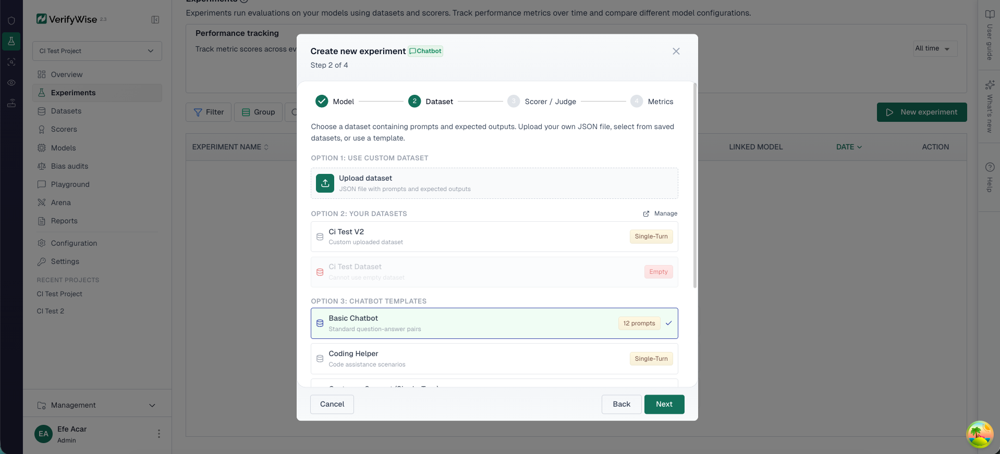 VerifyWise 2.3
CI Test Project
Overview
Experiments
Datasets
Scorers
Models
Bias audits
Playground
Arena
Reports
Configuration
Settings
RECENT PROJECTS
CI Test Project
CI Test 2
Management
EA
Efe Acar
Admin
Experiments
Experiments run evaluations on your models using datasets and scorers. Track performance metrics over time and compare different model configurations.
Performance tracking
Track metric scores across ev
All time
Filter
Group
New experiment
EXPERIMENT NAME
LINKED MODEL
DATE
ACTION
Create new experiment Chatbot
Step 2 of 4
Model
2 Dataset
3 Scorer / Judge
4 Metrics
Choose a dataset containing prompts and expected outputs. Upload your own JSON file, select from saved
datasets, or use a template.
OPTION 1: USE CUSTOM DATASET
Upload dataset
JSON file with prompts and expected outputs
OPTION 2: YOUR DATASETS
Manage
Ci Test V2
Custom uploaded dataset
Single-Turn
Ci Test Dataset
Cannot use empty dataset
Empty
OPTION 3: CHATBOT TEMPLATES
Basic Chatbot
Standard question-answer pairs
12 prompts
Coding Helper
Code assistance scenarios
Single-Turn
Cancel
Back
Next
User guide
What's new
Help